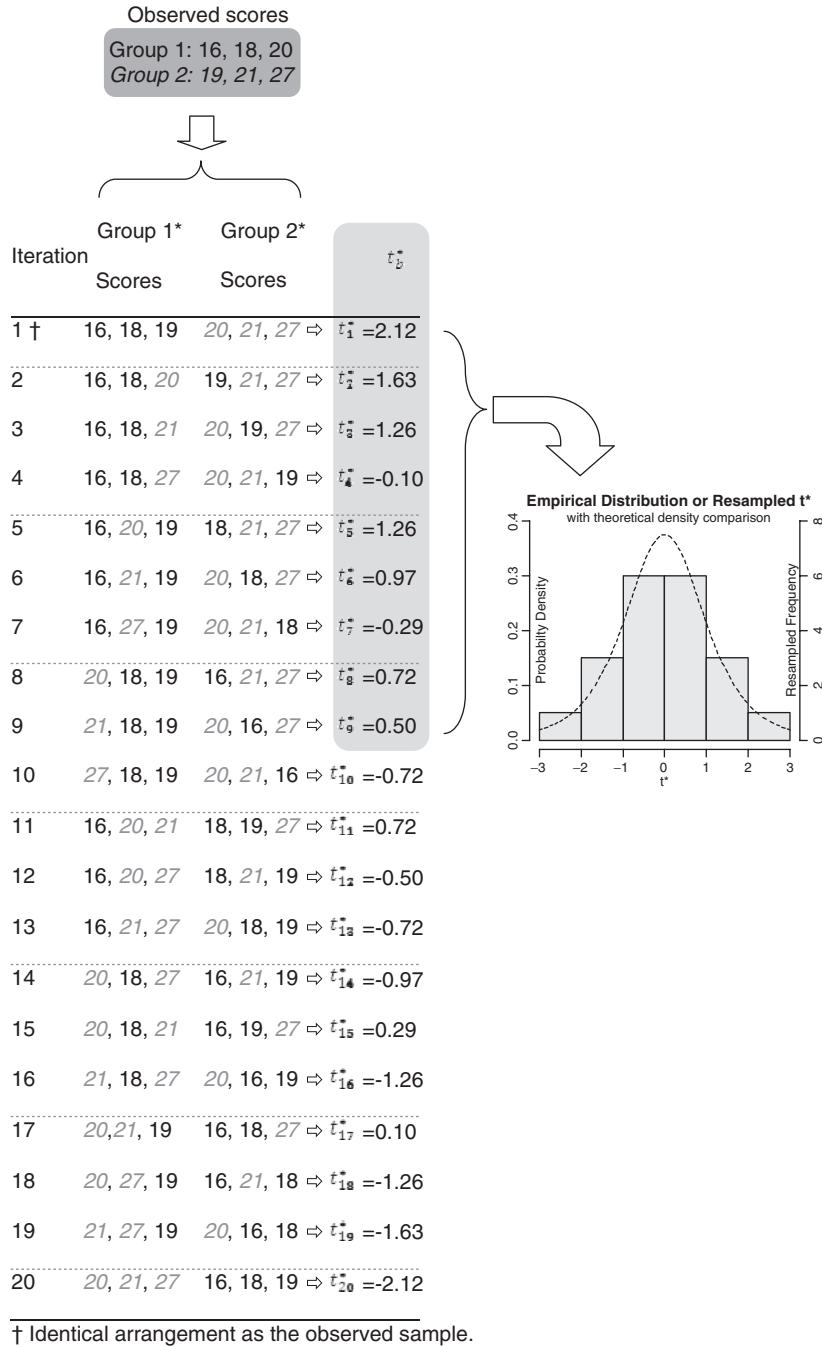 Observed scores
Group 1: 16, 18, 20
Group 2: 19, 21, 27
Group 1* Group 2*
Iteration
Scores Scores
t*b
1 † 16, 18, 19 20, 21, 27 ⇨ t*1 =2.12
2 16, 18, 20 19, 21, 27 ⇨ t*2 =1.63
3 16, 18, 21 20, 19, 27 ⇨ t*3 =1.26
4 16, 18, 27 20, 21, 19 ⇨ t*4 =-0.10
5 16, 20, 19 18, 21, 27 ⇨ t*5 =1.26
6 16, 21, 19 20, 18, 27 ⇨ t*6 =0.97
7 16, 27, 19 20, 21, 18 ⇨ t*7 =-0.29
8 20, 18, 19 16, 21, 27 ⇨ t*8 =0.72
9 21, 18, 19 20, 16, 27 ⇨ t*9 =0.50
10 27, 18, 19 20, 21, 16 ⇨ t*10 =-0.72
11 16, 20, 21 18, 19, 27 ⇨ t*11 =0.72
12 16, 20, 27 18, 21, 19 ⇨ t*12 =-0.50
13 16, 21, 27 20, 18, 19 ⇨ t*13 =-0.72
14 20, 18, 27 16, 21, 19 ⇨ t*14 =-0.97
15 20, 18, 21 16, 19, 27 ⇨ t*15 =0.29
16 21, 18, 27 20, 16, 19 ⇨ t*16 =-1.26
17 20,21, 19 16, 18, 27 ⇨ t*17 =0.10
18 20, 27, 19 16, 21, 18 ⇨ t*18 =-1.26
19 21, 27, 19 20, 16, 18 ⇨ t*19 =-1.63
20 20, 21, 27 16, 18, 19 ⇨ t*20 =-2.12
† Identical arrangement as the observed sample.
Empirical Distribution or Resampled t*
with theoretical density comparison
Probabilty Density
0.0 0.1 0.2 0.3 0.4
Resampled Frequency
0 2 4 6 8
−3 −2 −1 0 1 2 3
t*